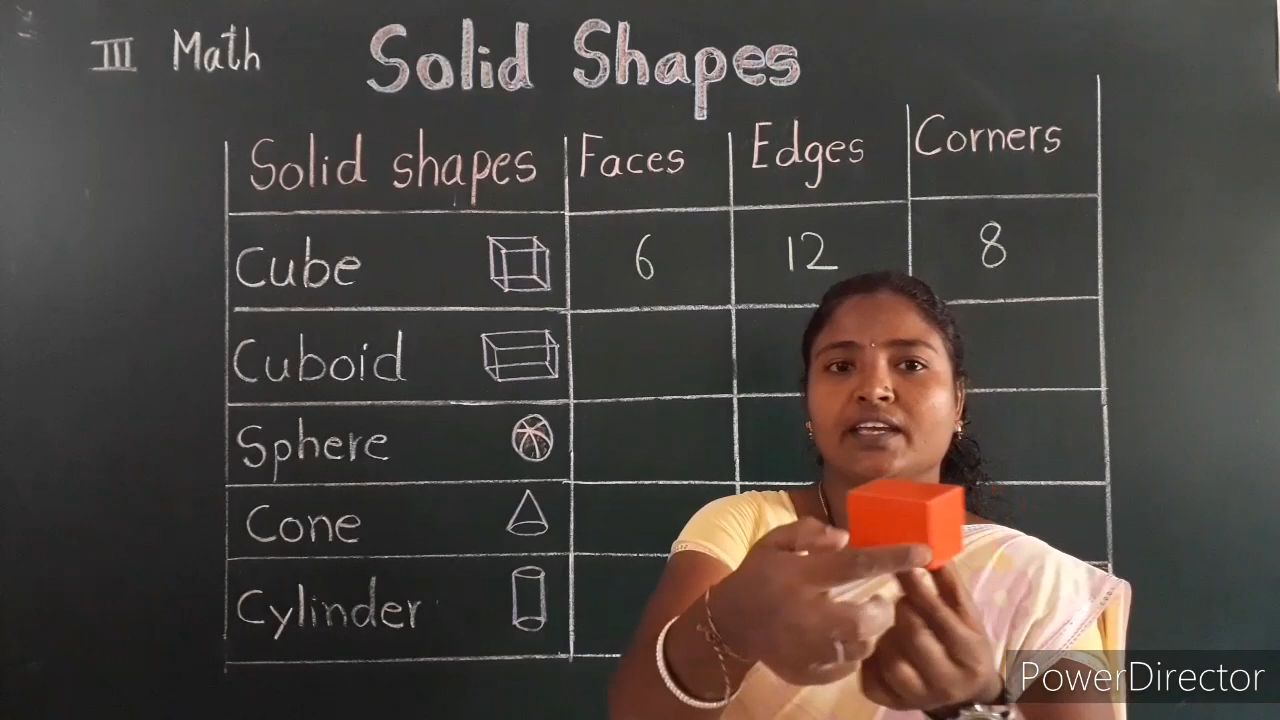 III Math
Solid Shapes
Solid shapes Faces Edges Corners
Cube 6 12 8
Cuboid
Sphere
Cone
Cylinder
PowerDirector